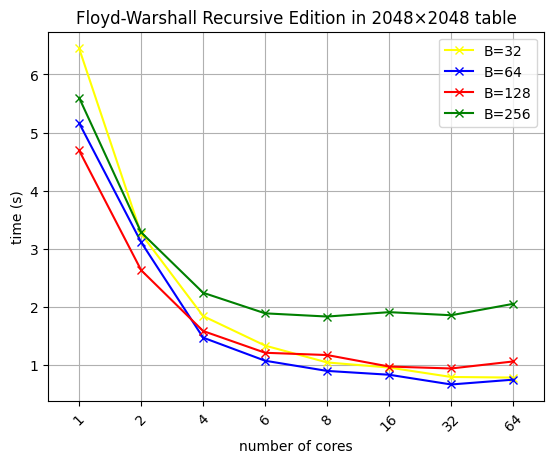 Floyd-Warshall Recursive Edition in 2048×2048 table
B=32
B=64
B=128
B=256
time (s)
6
5
4
3
2
1
1 2 4 6 8 16 32 64
number of cores